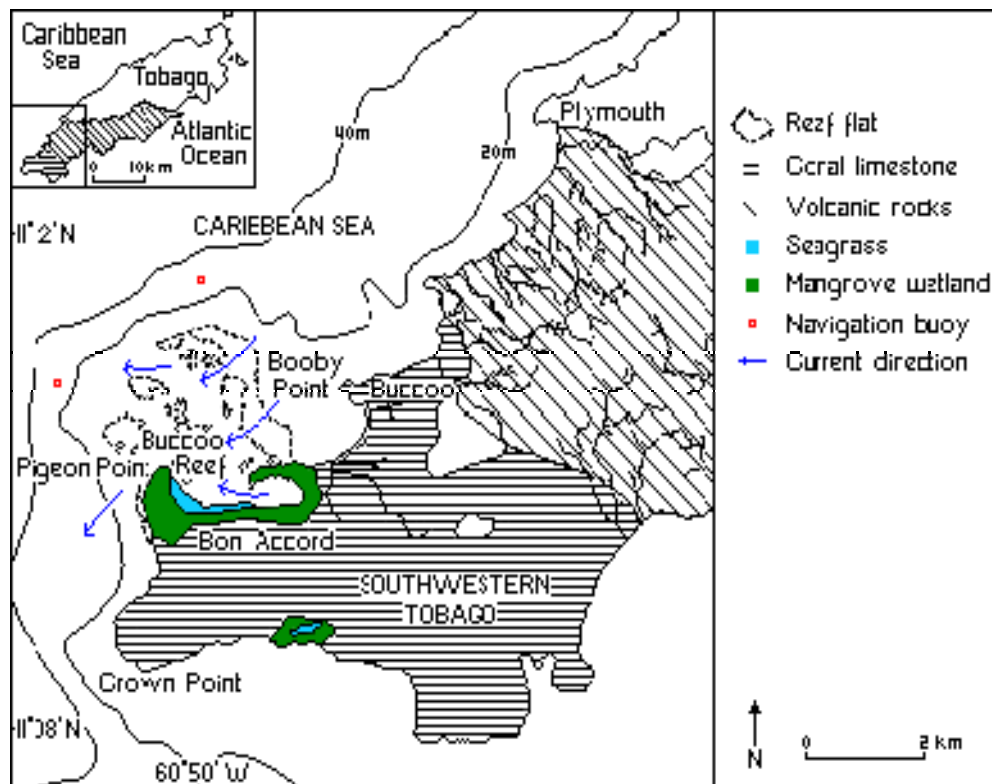 Caribbean
Sea
Tobago
Atlantic
Ocean
0 10km
Plymouth
40m
20m
CARIEBEAN SEA
11°2'N
Booby
Point
Buccoo
Buccoo
Reef
Pigeon Point
Bon Accord
SOUTHWESTERN
TOBAGO
Crown Point
11°08'N
60°50' W
Reef flat
Coral limestone
Volcanic rocks
Seagrass
Mangrove wetland
Navigation buoy
Current direction
N
0 2 km